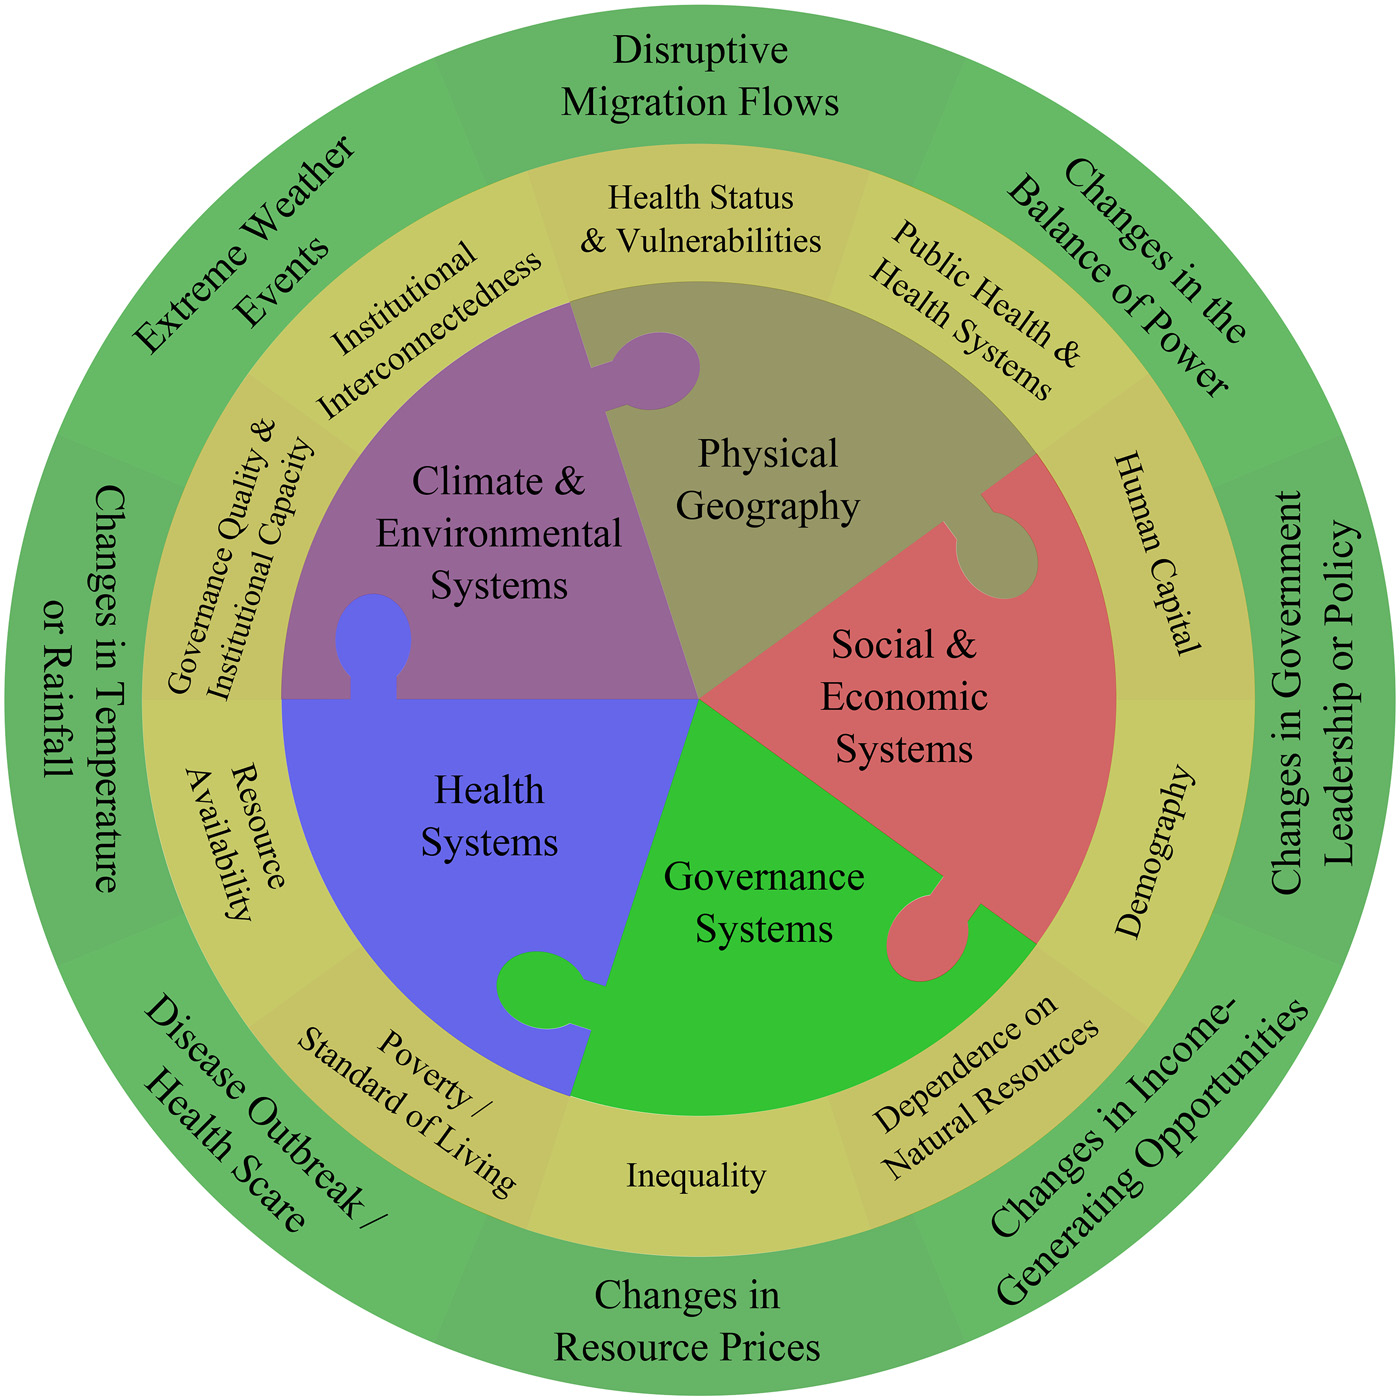 Disruptive
Migration Flows
Changes in the
Balance of Power
Changes in Government
Leadership or Policy
Changes in Income-
Generating Opportunities
Changes in
Resource Prices
Disease Outbreak /
Health Scare
Changes in Temperature
or Rainfall
Extreme Weather
Events
Health Status
& Vulnerabilities
Public Health &
Health Systems
Human Capital
Demography
Dependence on
Natural Resources
Inequality
Poverty /
Standard of Living
Resource
Availability
Governance Quality &
Institutional Capacity
Institutional
Interconnectedness
Physical
Geography
Social &
Economic
Systems
Governance
Systems
Health
Systems
Climate &
Environmental
Systems